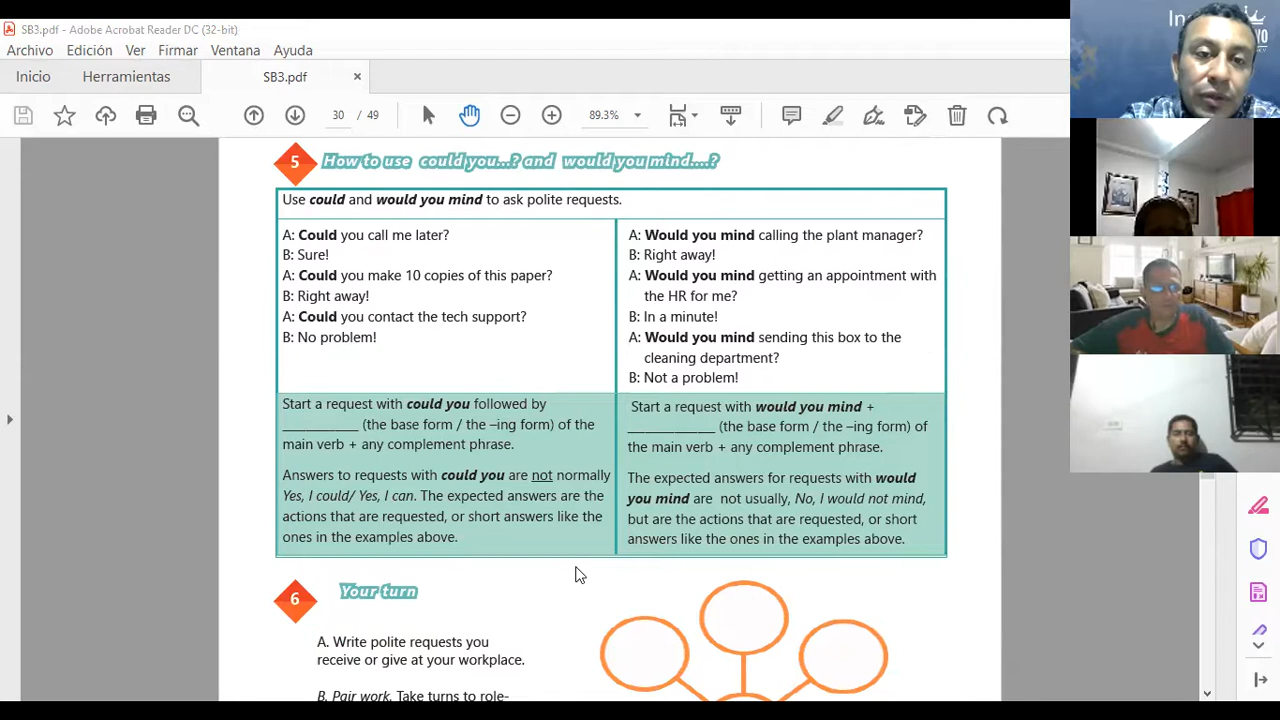 SB3.pdf - Adobe Acrobat Reader DC (32-bit)
Archivo Edición Ver Firmar Ventana Ayuda
Inicio Herramientas SB3.pdf ×
30 / 49 89.3%
5 How to use could you...? and would you mind....?
Use could and would you mind to ask polite requests.
A: Could you call me later?
B: Sure!
A: Could you make 10 copies of this paper?
B: Right away!
A: Could you contact the tech support?
B: No problem!
A: Would you mind calling the plant manager?
B: Right away!
A: Would you mind getting an appointment with
the HR for me?
B: In a minute!
A: Would you mind sending this box to the
cleaning department?
B: Not a problem!
Start a request with could you followed by
___________ (the base form / the –ing form) of the
main verb + any complement phrase.
Answers to requests with could you are not normally
Yes, I could/ Yes, I can. The expected answers are the
actions that are requested, or short answers like the
ones in the examples above.
Start a request with would you mind +
_____________ (the base form / the –ing form) of
the main verb + any complement phrase.
The expected answers for requests with would
you mind are not usually, No, I would not mind,
but are the actions that are requested, or short
answers like the ones in the examples above.
6 Your turn
A. Write polite requests you
receive or give at your workplace.
B. Pair work. Take turns to role-
In